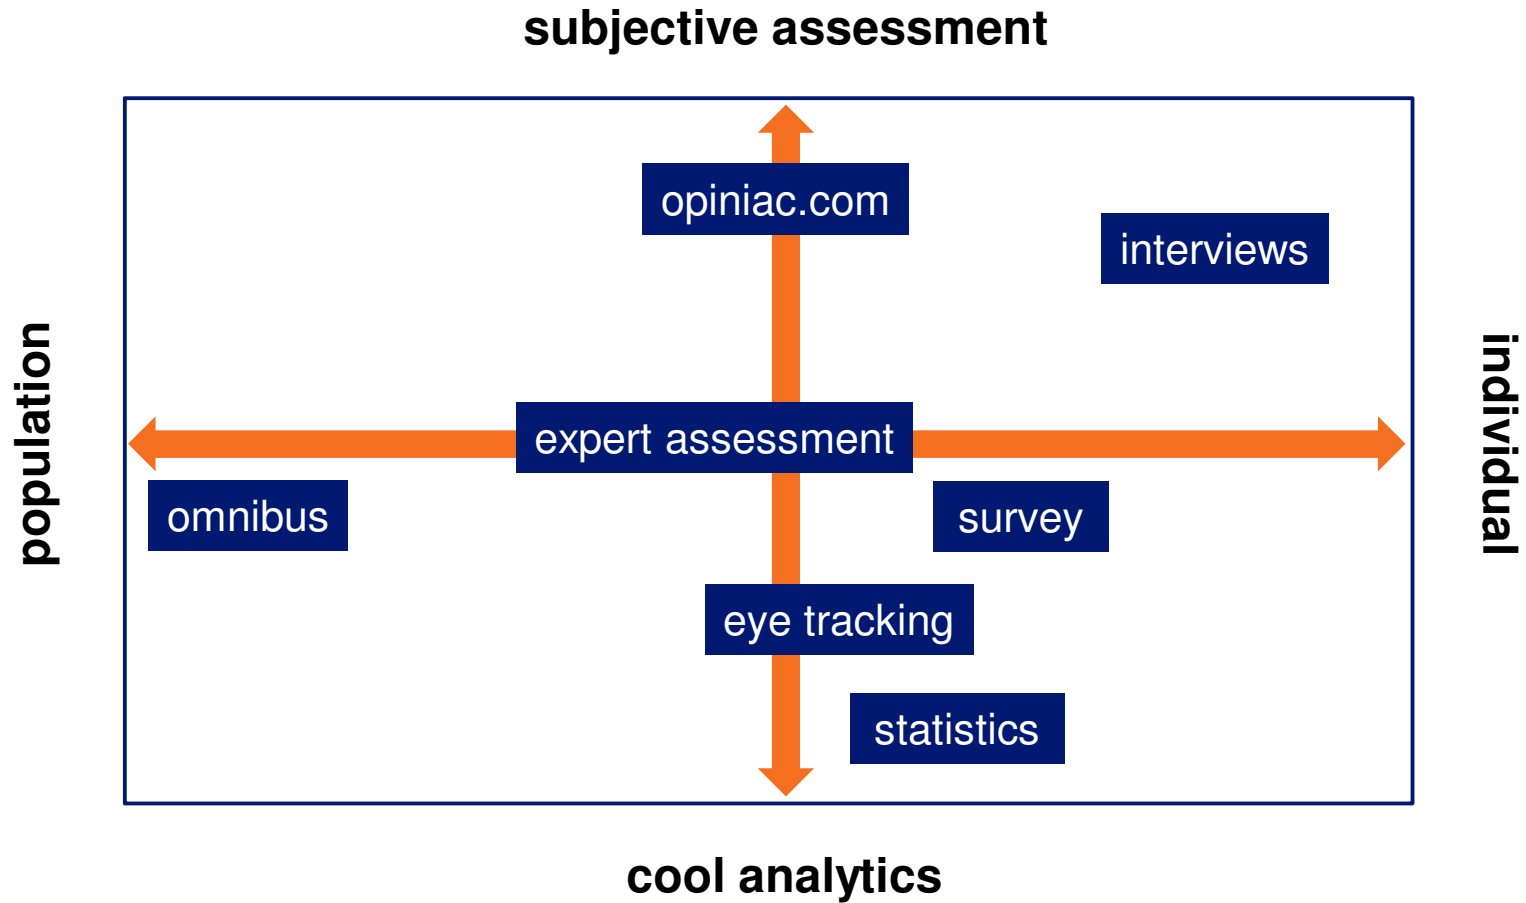 subjective assessment
opiniac.com
interviews
population
individual
expert assessment
omnibus
survey
eye tracking
statistics
cool analytics